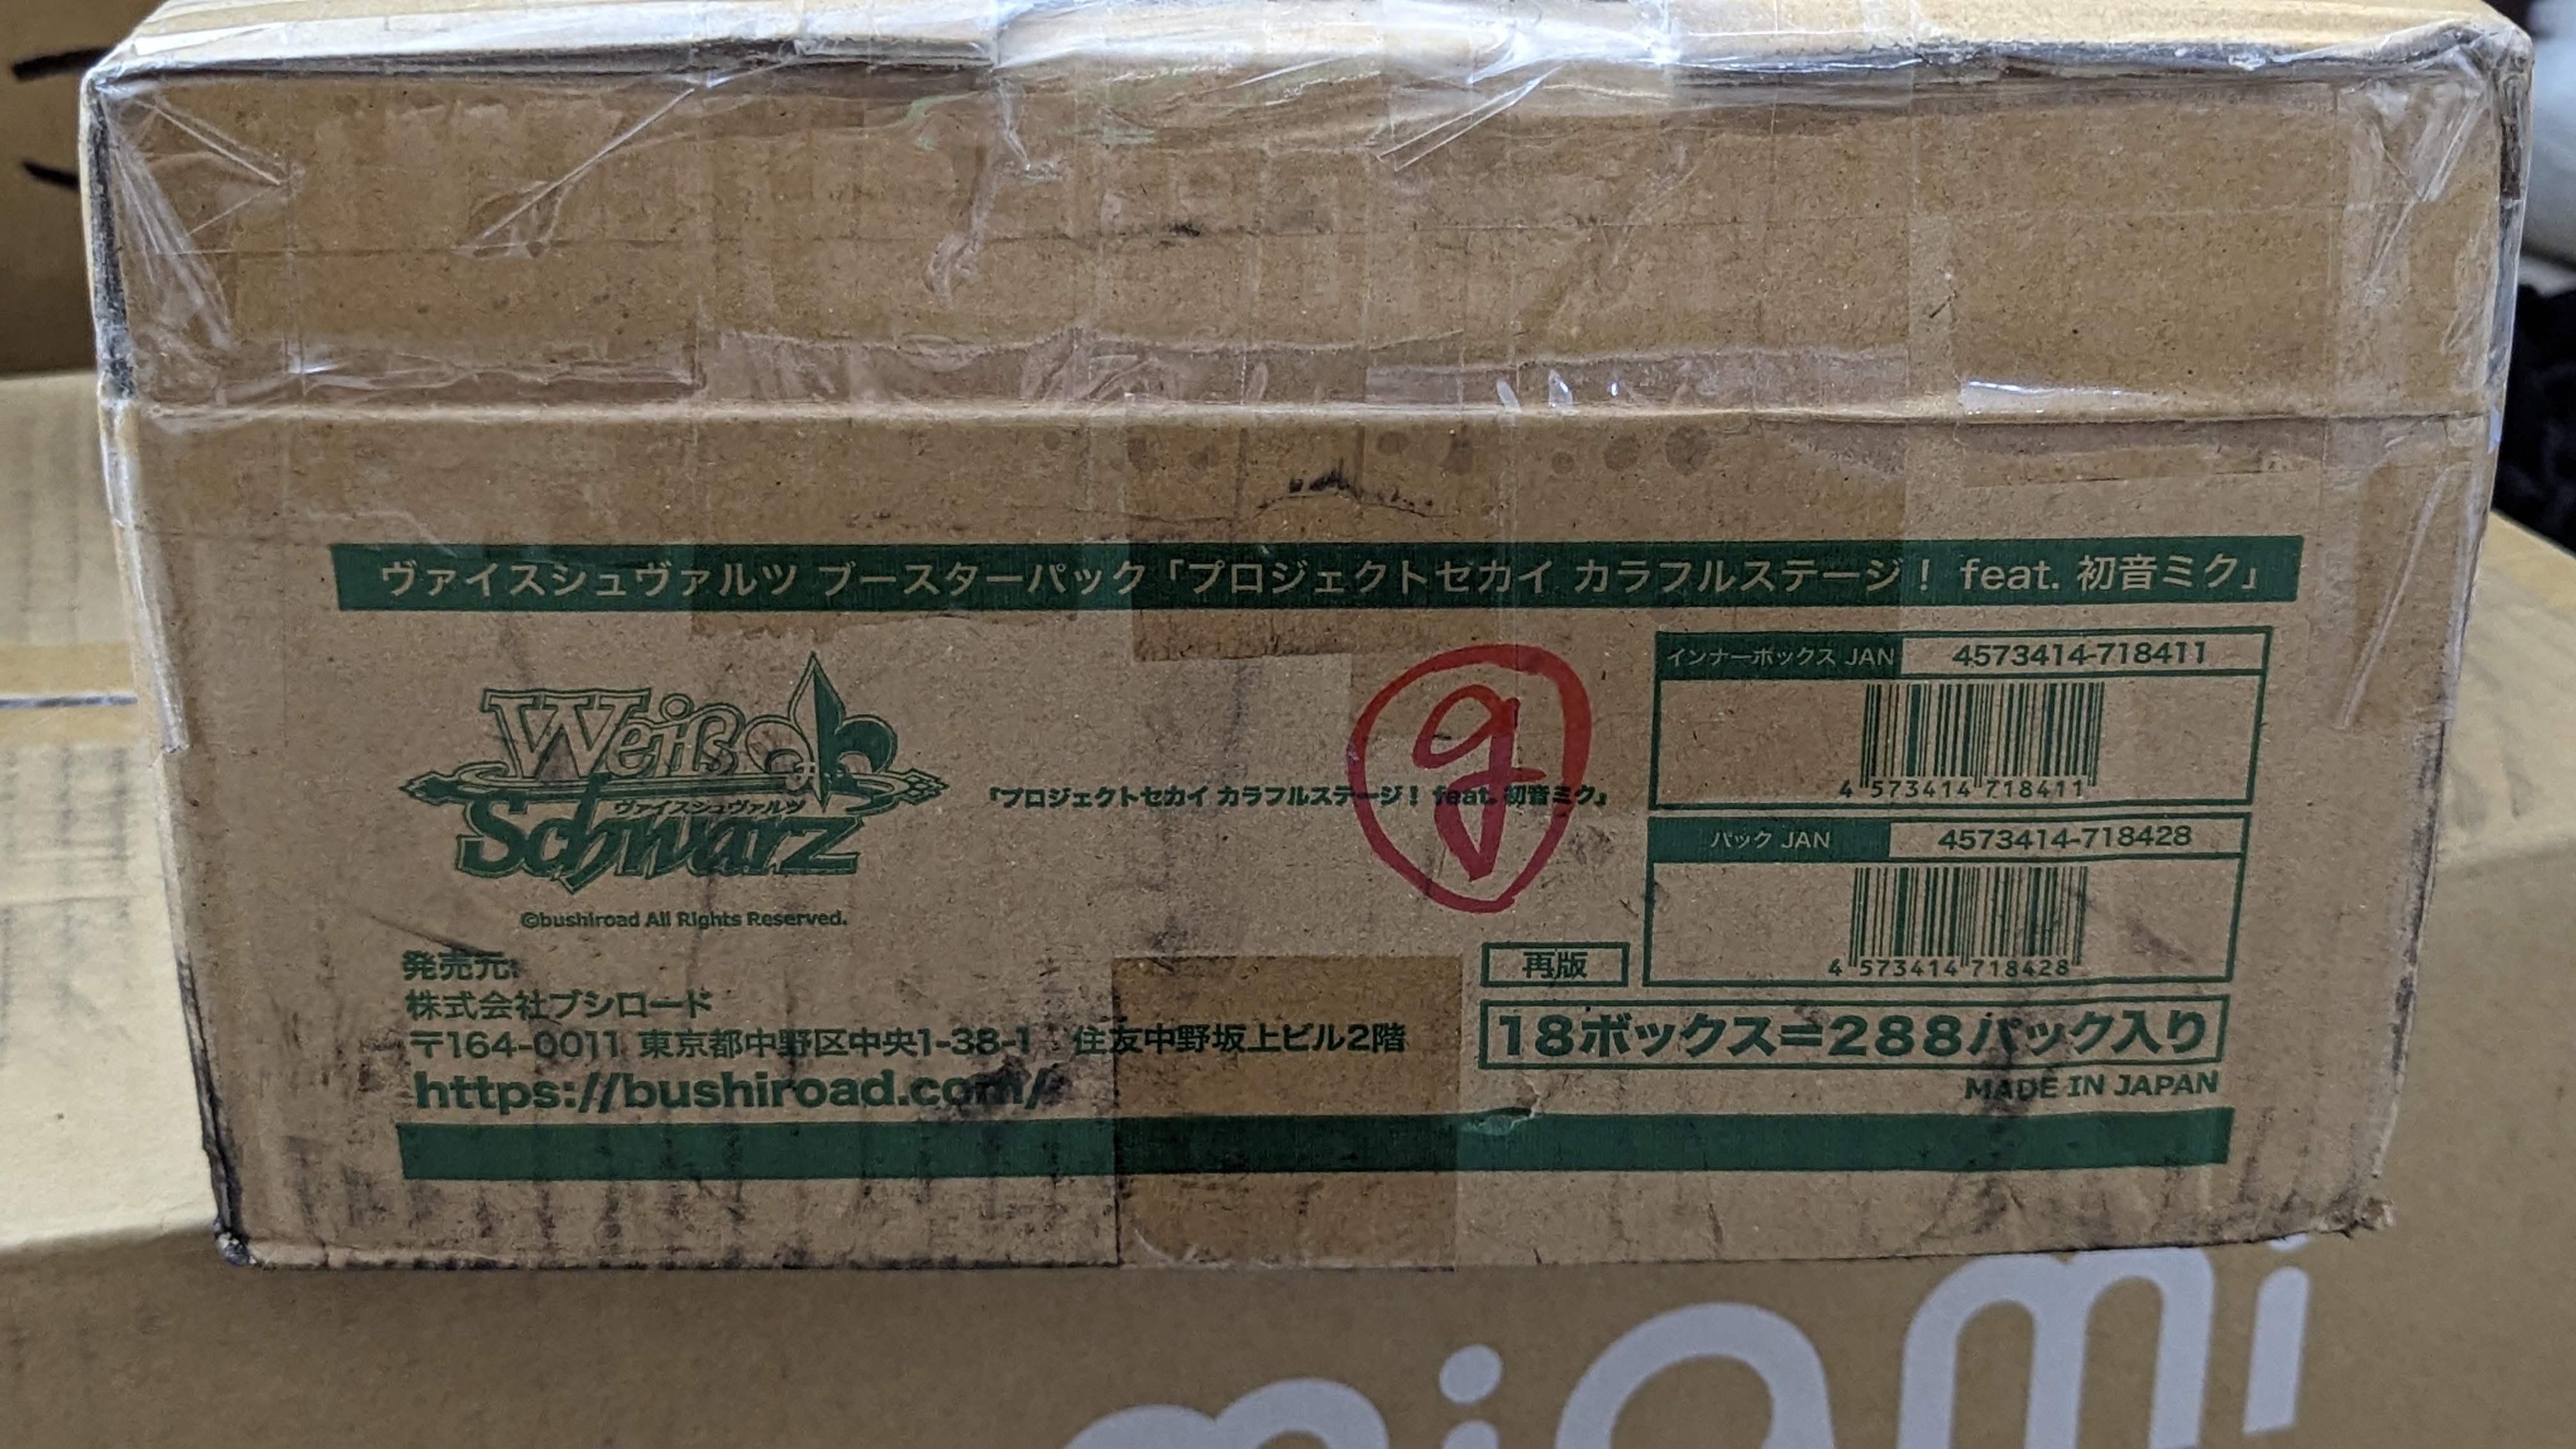 ヴァイスシュヴァルツ ブースターパック「プロジェクトセカイ カラフルステージ！ feat. 初音ミク」
Weiß
ヴァイスシュヴァルツ
Schwarz
©bushiroad All Rights Reserved.
『プロジェクトセカイ カラフルステージ！ feat. 初音ミク』
インナーボックス JAN 4573414-718411
4 573414 718411
パック JAN 4573414-718428
4 573414 718428
発売元:
株式会社ブシロード
〒164-0011 東京都中野区中央1-38-1 住友中野坂上ビル2階
https://bushiroad.com/
再版
18ボックス=288パック入り
MADE IN JAPAN